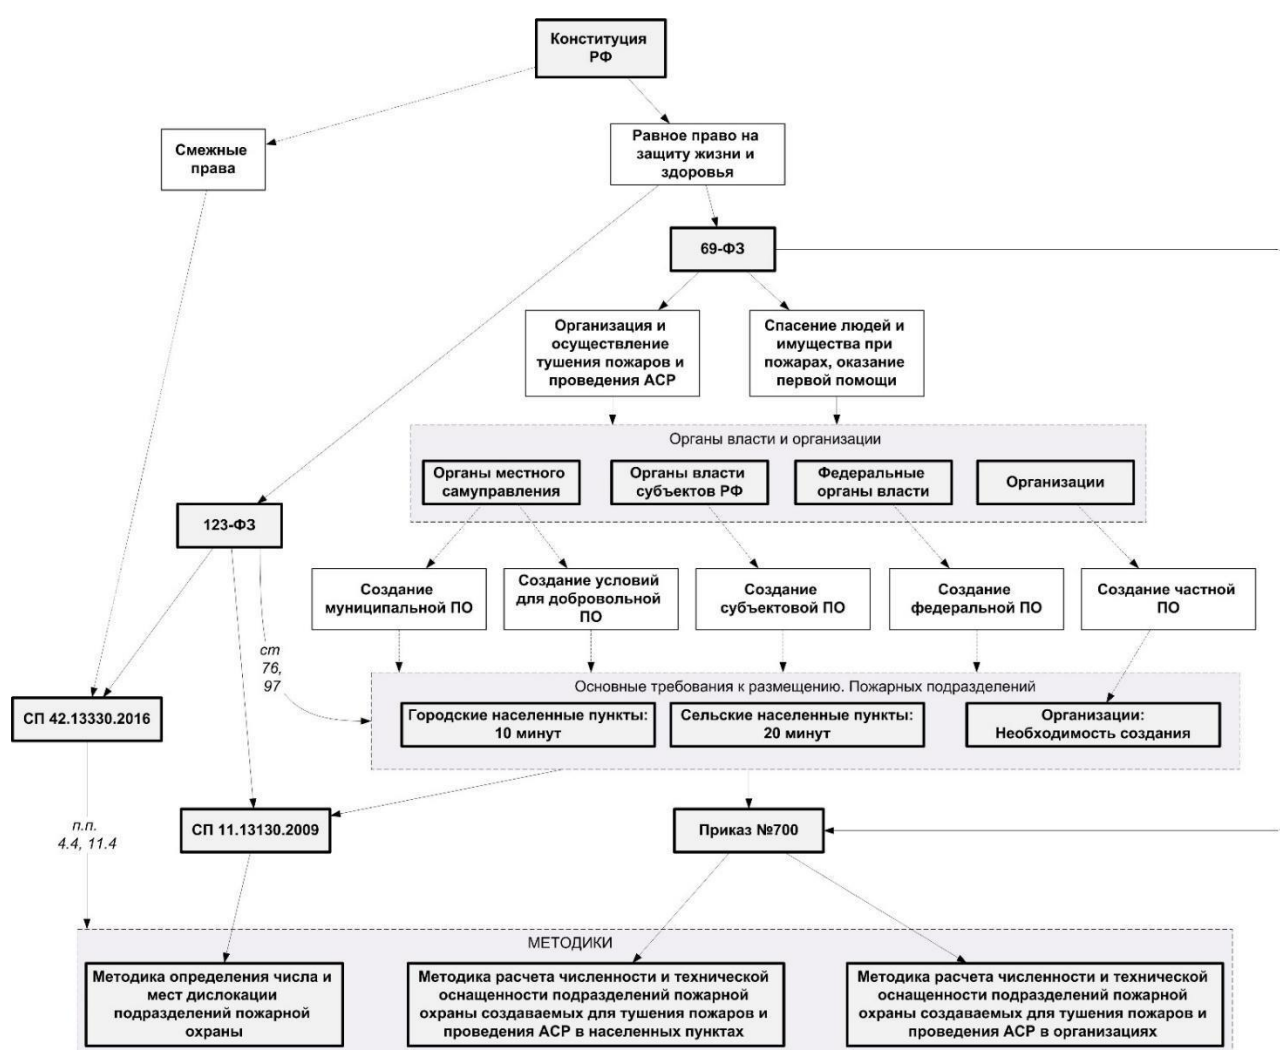 Конституция
РФ
Смежные
права
Равное право на
защиту жизни и
здоровья
69-ФЗ
Организация и
осуществление
тушения пожаров и
проведения АСР
Спасение людей и
имущества при
пожарах, оказание
первой помощи
Органы власти и организации
Органы местного
самоуправления
Органы власти
субъектов РФ
Федеральные
органы власти
Организации
123-ФЗ
Создание
муниципальной ПО
Создание условий
для добровольной
ПО
Создание
субъектовой ПО
Создание
федеральной ПО
Создание частной
ПО
ст
76,
97
Основные требования к размещению. Пожарных подразделений
Городские населенные пункты:
10 минут
Сельские населенные пункты:
20 минут
Организации:
Необходимость создания
СП 42.13330.2016
п.п.
4.4, 11.4
СП 11.13130.2009
Приказ №700
МЕТОДИКИ
Методика определения числа и
мест дислокации
подразделений пожарной
охраны
Методика расчета численности и технической
оснащенности подразделений пожарной
охраны создаваемых для тушения пожаров и
проведения АСР в населенных пунктах
Методика расчета численности и технической
оснащенности подразделений пожарной
охраны создаваемых для тушения пожаров и
проведения АСР в организациях